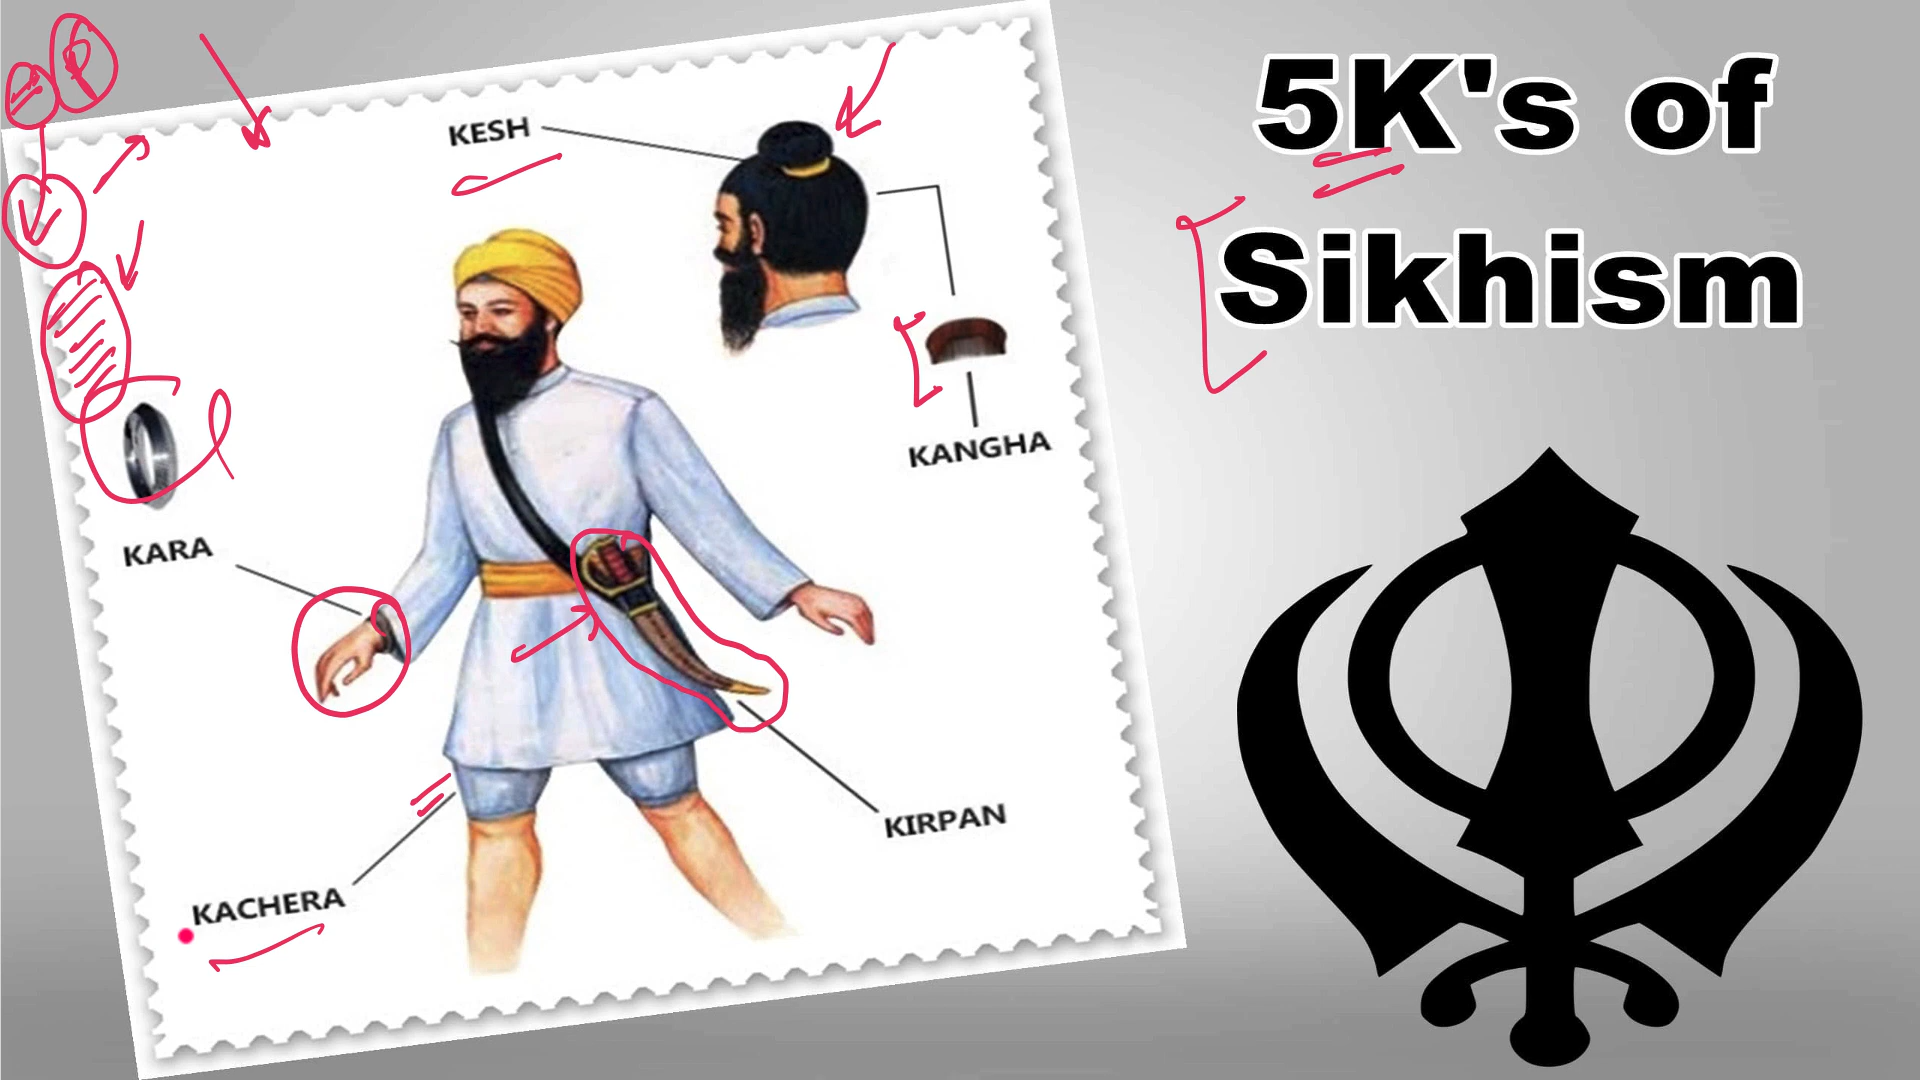 5K's of
Sikhism
KESH
KANGHA
KARA
KIRPAN
KACHERA